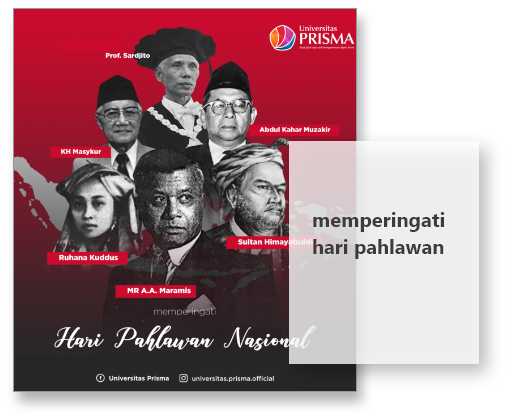 Universitas
PRISMA
Prof. Sardjito
Abdul Kahar Muzakir
KH Masykur
memperingati
hari pahlawan
Sultan Himayatuddin
Ruhana Kuddus
MR A.A. Maramis
memperingati
Hari Pahlawan Nasional
Universitas Prisma
universitas.prisma.official